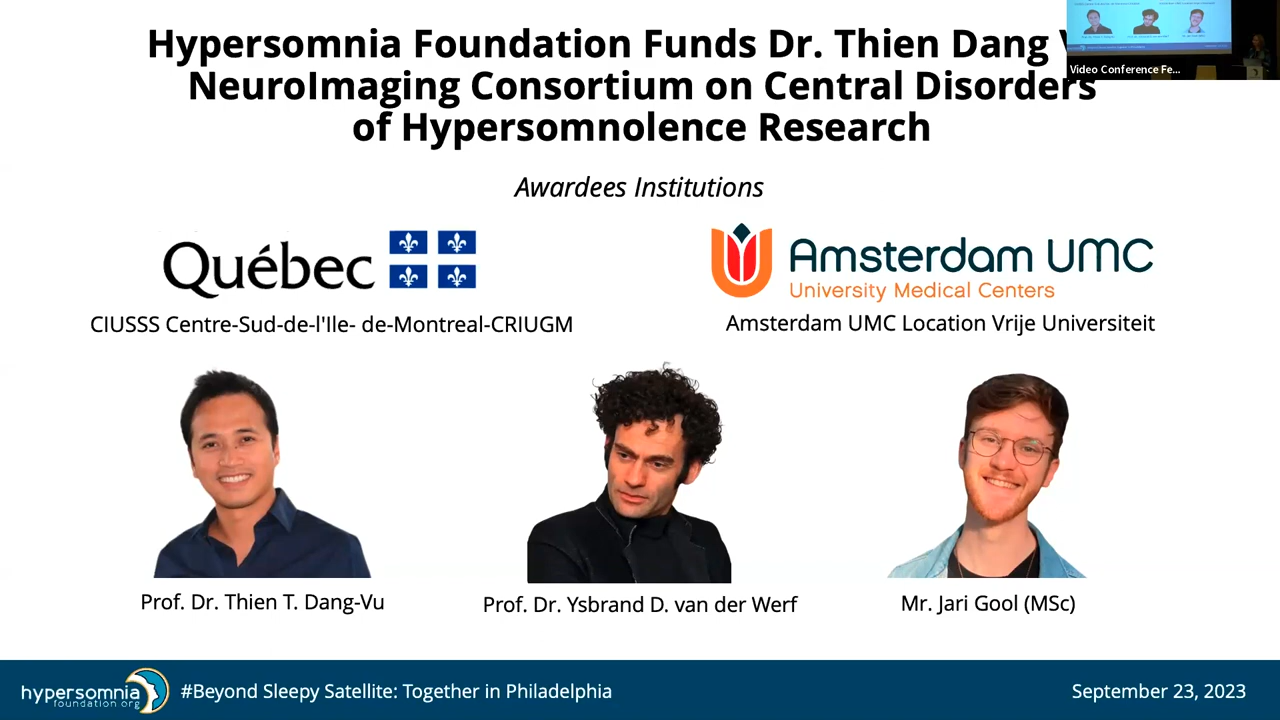 Hypersomnia Foundation Funds Dr. Thien Dang
NeuroImaging Consortium on Central Disorders
of Hypersomnolence Research
Video Conference Fe...
Awardees Institutions
Québec
Amsterdam UMC
University Medical Centers
CIUSSS Centre-Sud-de-l'Ile- de-Montreal-CRIUGM
Amsterdam UMC Location Vrije Universiteit
Prof. Dr. Thien T. Dang-Vu
Prof. Dr. Ysbrand D. van der Werf
Mr. Jari Gool (MSc)
hypersomnia
foundation.org
#Beyond Sleepy Satellite: Together in Philadelphia
September 23, 2023